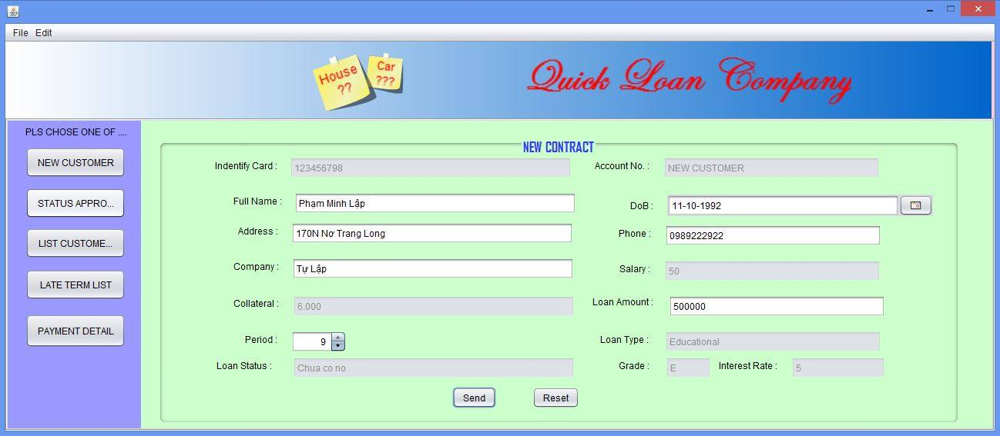 File Edit
House
??
Car
???
Quick Loan Company
PLS CHOSE ONE OF ....
NEW CUSTOMER
STATUS APPRO...
LIST CUSTOME...
LATE TERM LIST
PAYMENT DETAIL
NEW CONTRACT
Indentify Card : 123456798 Account No. : NEW CUSTOMER
Full Name : Phạm Minh Lập DoB : 11-10-1992
Address : 170N Nơ Trang Long Phone : 0989222922
Company : Tự Lập Salary : 50
Collateral : 6.000 Loan Amount : 500000
Period : 9 Loan Type : Educational
Loan Status : Chua co no Grade : E Interest Rate : 5
Send Reset